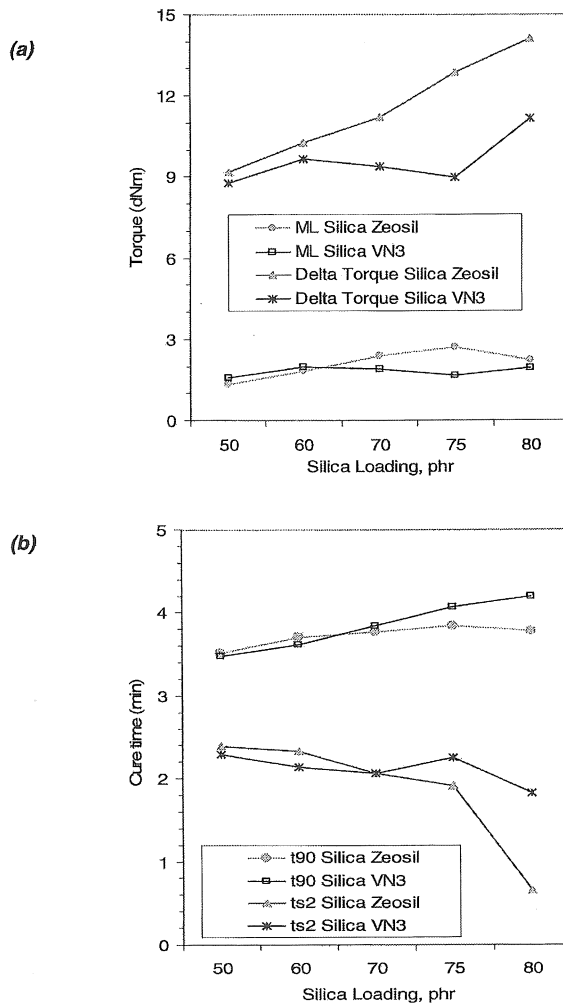 (a)
15
12
9
6
3
0
Torque (dNm)
ML Silica Zeosil
ML Silica VN3
Delta Torque Silica Zeosil
Delta Torque Silica VN3
50 60 70 75 80
Silica Loading, phr
(b)
5
4
3
2
1
0
Cure time (min)
t90 Silica Zeosil
t90 Silica VN3
ts2 Silica Zeosil
ts2 Silica VN3
50 60 70 75 80
Silica Loading, phr